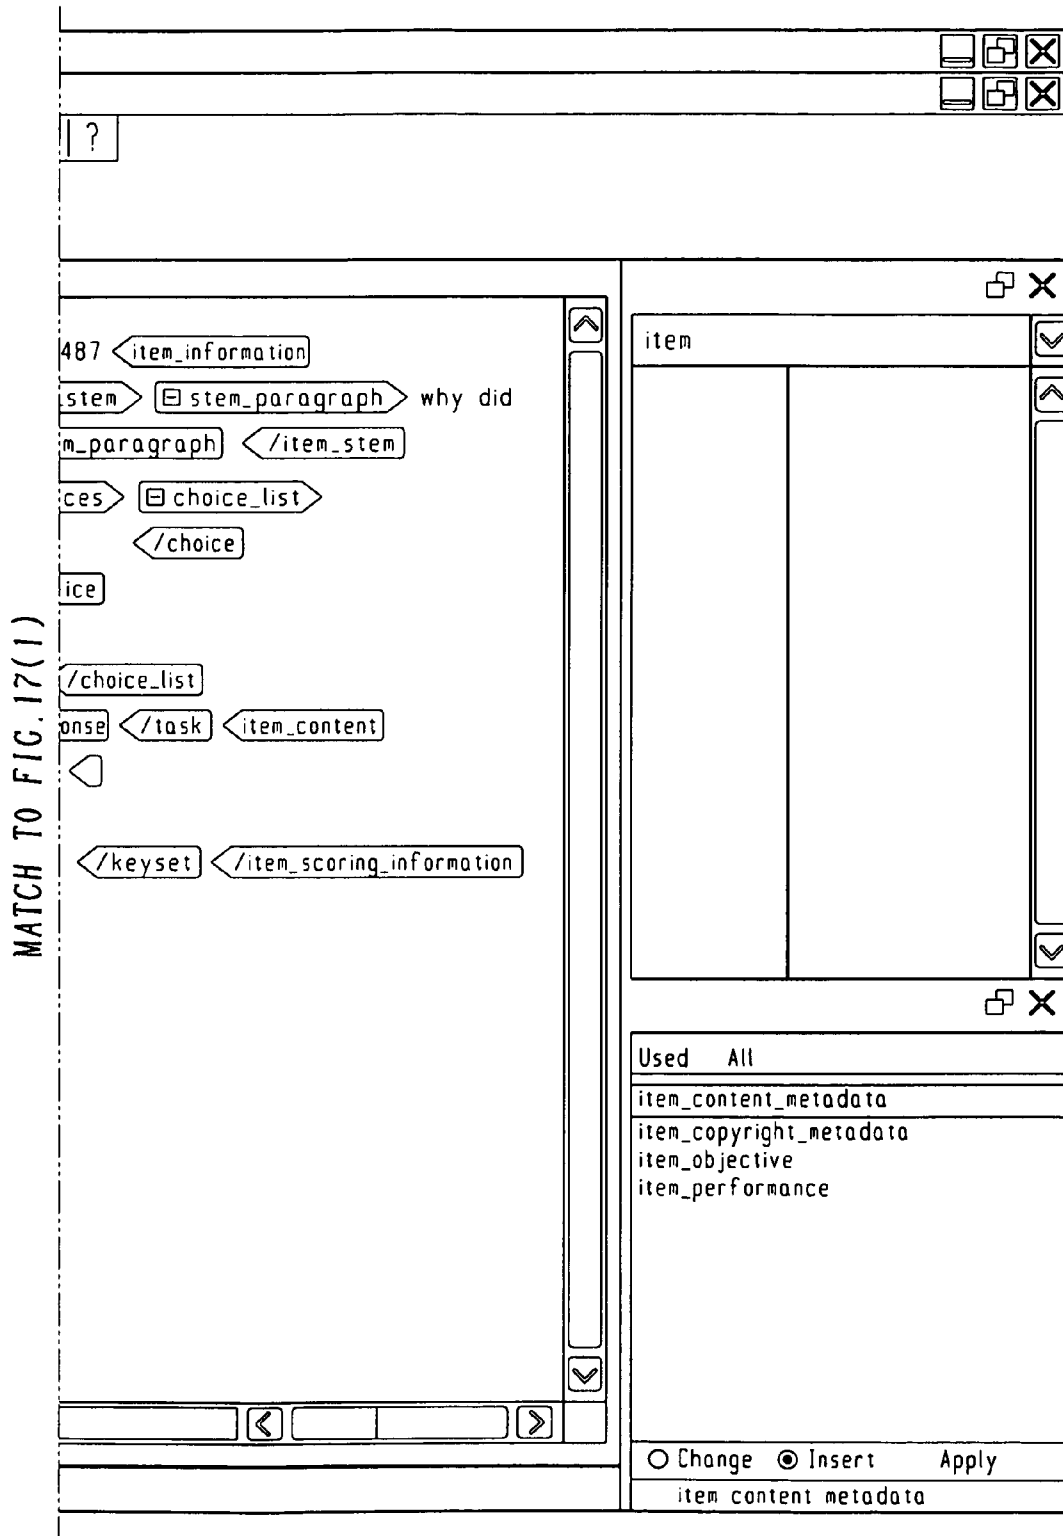 MATCH TO FIG.17(1)
?
487 item_information
stem stem_paragraph why did
m_paragraph /item_stem
ces choice_list
/choice
ice
/choice_list
onse /task item_content
/keyset /item_scoring_information
item
Used All
item_content_metadata
item_copyright_metadata
item_objective
item_performance
Change Insert Apply
item content metadata